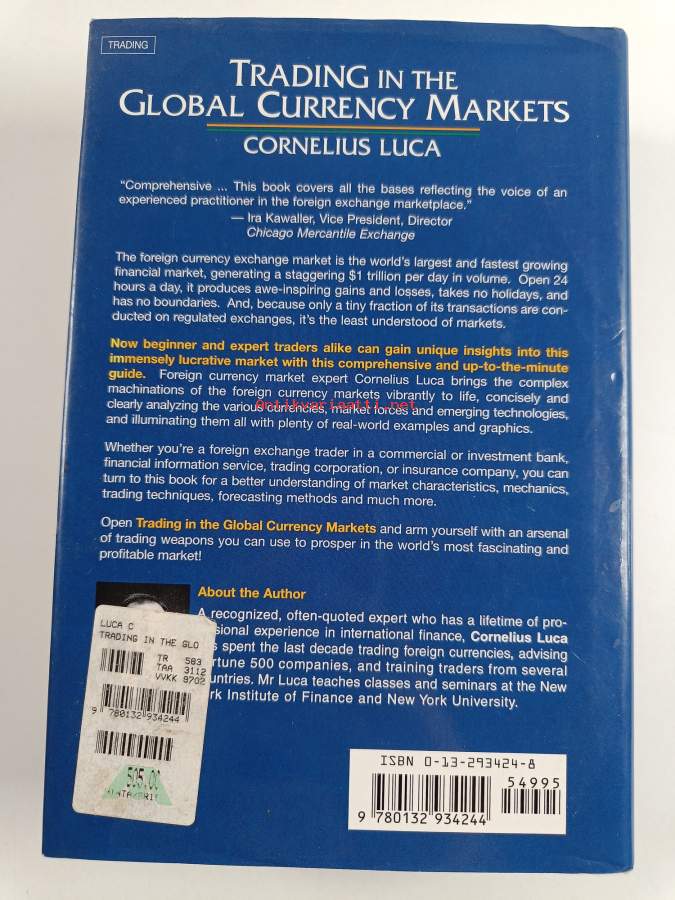 TRADING
TRADING IN THE
GLOBAL CURRENCY MARKETS
CORNELIUS LUCA
“Comprehensive ... This book covers all the bases reflecting the voice of an
experienced practitioner in the foreign exchange marketplace.”
— Ira Kawaller, Vice President, Director
Chicago Mercantile Exchange
The foreign currency exchange market is the world's largest and fastest growing
financial market, generating a staggering $1 trillion per day in volume. Open 24
hours a day, it produces awe-inspiring gains and losses, takes no holidays, and
has no boundaries. And, because only a tiny fraction of its transactions are con-
ducted on regulated exchanges, it's the least understood of markets.
Now beginner and expert traders alike can gain unique insights into this
immensely lucrative market with this comprehensive and up-to-the-minute
guide. Foreign currency market expert Cornelius Luca brings the complex
machinations of the foreign currency markets vibrantly to life, concisely and
clearly analyzing the various currencies, market forces and emerging technologies,
and illuminating them all with plenty of real-world examples and graphics.
Antikvariaatti.net
Whether you're a foreign exchange trader in a commercial or investment bank,
financial information service, trading corporation, or insurance company, you can
turn to this book for a better understanding of market characteristics, mechanics,
trading techniques, forecasting methods and much more.
Open Trading in the Global Currency Markets and arm yourself with an arsenal
of trading weapons you can use to prosper in the world's most fascinating and
profitable market!
About the Author
A recognized, often-quoted expert who has a lifetime of pro-
sional experience in international finance, Cornelius Luca
s spent the last decade trading foreign currencies, advising
rtune 500 companies, and training traders from several
untries. Mr Luca teaches classes and seminars at the New
rk Institute of Finance and New York University.
LUCA C
TRADING IN THE GLO
TR 583
TAA 3112
VVKK 9702
9 780132 934244
505.00
ISBN 0-13-293424-8
54995
9 780132 934244